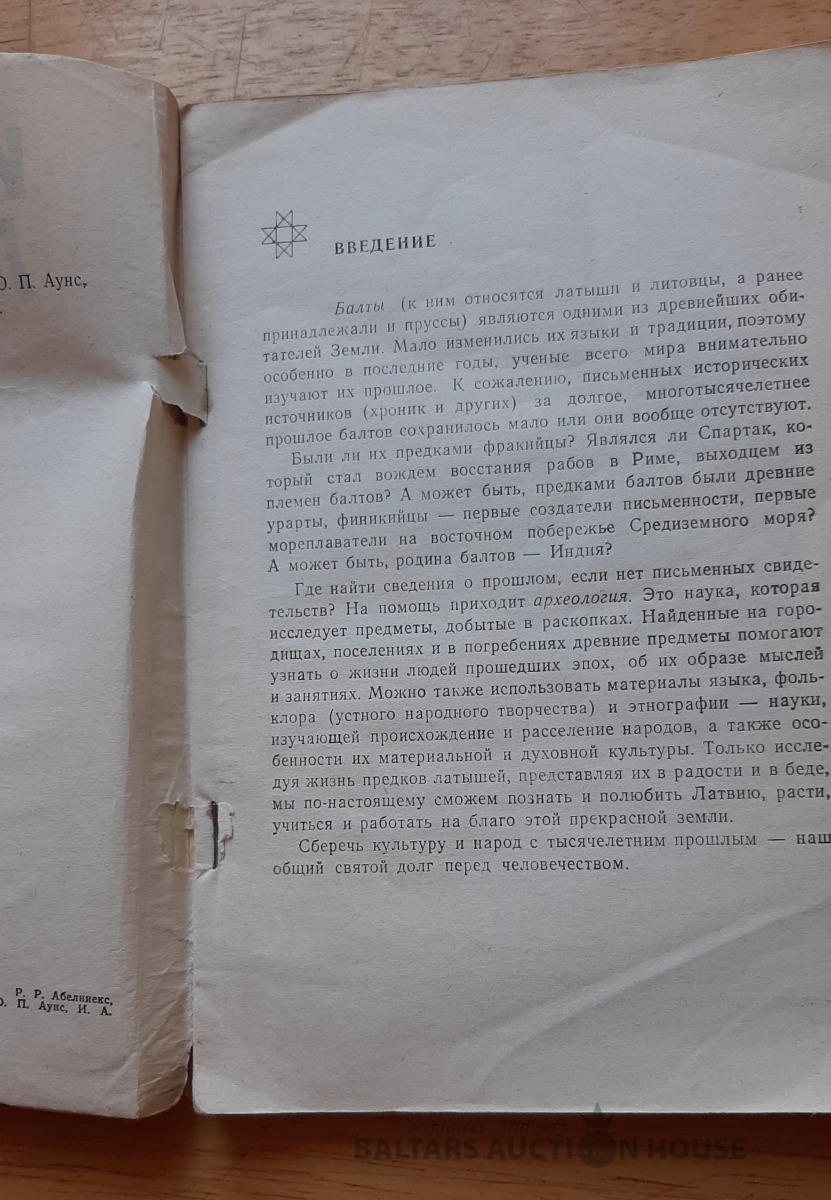 О. П. Аунс,
Р. Р. Абелниекс,
О. П. Аунс, И. А.
ВВЕДЕНИЕ
Балты (к ним относятся латыши и литовцы, а ранее
принадлежали и пруссы) являются одними из древнейших оби-
тателей Земли. Мало изменились их языки и традиции, поэтому
особенно в последние годы, ученые всего мира внимательно
изучают их прошлое. К сожалению, письменных исторических
источников (хроник и других) за долгое, многотысячелетнее
прошлое балтов сохранилось мало или они вообще отсутствуют.
Были ли их предками фракийцы? Являлся ли Спартак, ко-
торый стал вождем восстания рабов в Риме, выходцем из
племен балтов? А может быть, предками балтов были древние
урарты, финикийцы — первые создатели письменности, первые
мореплаватели на восточном побережье Средиземного моря?
А может быть, родина балтов — Индия?
Где найти сведения о прошлом, если нет письменных свиде-
тельств? На помощь приходит археология. Это наука, которая
исследует предметы, добытые в раскопках. Найденные на горо-
дищах, поселениях и в погребениях древние предметы помогают
узнать о жизни людей прошедших эпох, об их образе мыслей
и занятиях. Можно также использовать материалы языка, фоль-
клора (устного народного творчества) и этнографии — науки,
изучающей происхождение и расселение народов, а также осо-
бенности их материальной и духовной культуры. Только иссле-
дуя жизнь предков латышей, представляя их в радости и в беде,
мы по-настоящему сможем познать и полюбить Латвию, расти,
учиться и работать на благо этой прекрасной земли.
Сберечь культуру и народ с тысячелетним прошлым — наш
общий святой долг перед человечеством.
antiques and art
BALTARS AUCTION HOUSE